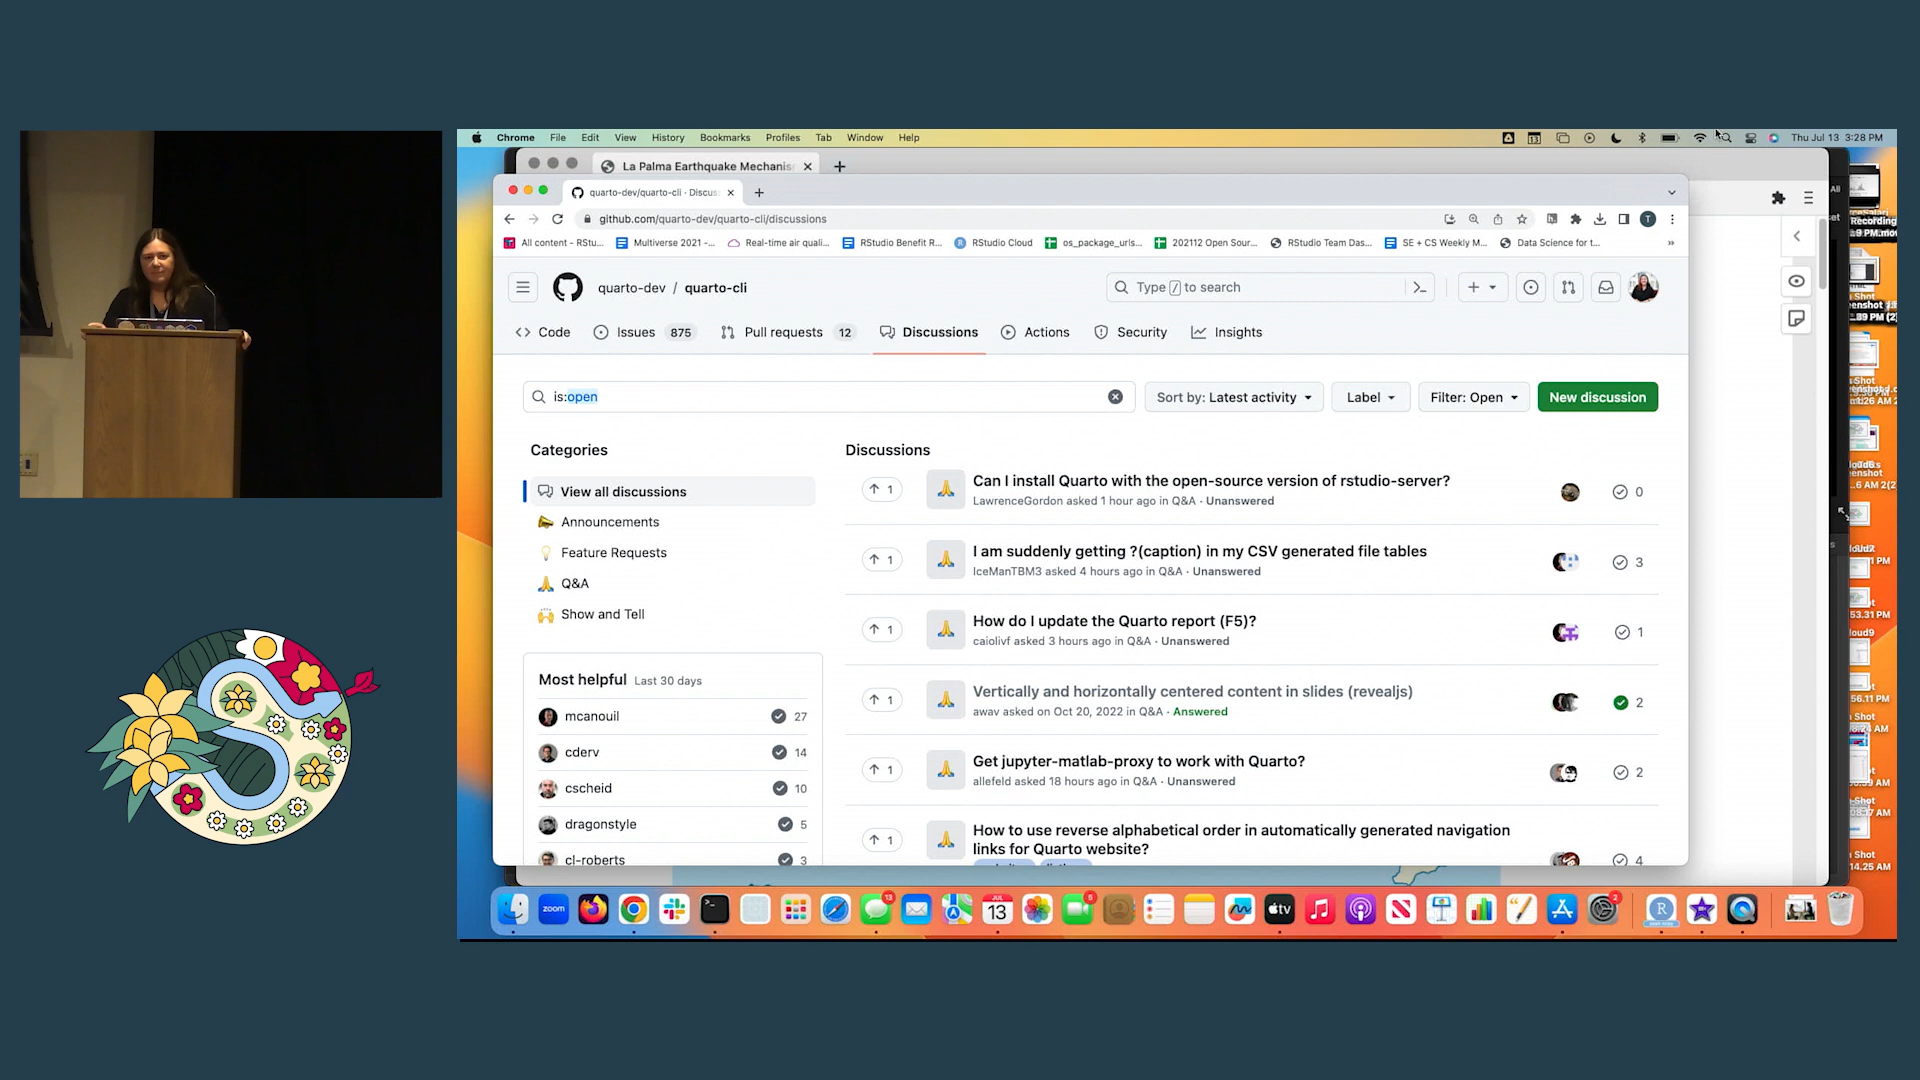 Chrome File Edit View History Bookmarks Profiles Tab Window Help
13
Thu Jul 13 3:28 PM
La Palma Earthquake Mechanis
quarto-dev/quarto-cli · Discus
github.com/quarto-dev/quarto-cli/discussions
T
All content - RStu...
Multiverse 2021 -...
Real-time air quali...
RStudio Benefit R...
RStudio Cloud
os_package_urls...
202112 Open Sour...
RStudio Team Das...
SE + CS Weekly M...
Data Science for t...
»
quarto-dev / quarto-cli
Type / to search
Code
Issues 875
Pull requests 12
Discussions
Actions
Security
Insights
is:open
Sort by: Latest activity
Label
Filter: Open
New discussion
Categories
View all discussions
Announcements
Feature Requests
Q&A
Show and Tell
Most helpful Last 30 days
mcanouil 27
cderv 14
cscheid 10
dragonstyle 5
cl-roberts 3
Discussions
1
Can I install Quarto with the open-source version of rstudio-server?
LawrenceGordon asked 1 hour ago in Q&A · Unanswered
0
1
I am suddenly getting ?(caption) in my CSV generated file tables
IceManTBM3 asked 4 hours ago in Q&A · Unanswered
3
1
How do I update the Quarto report (F5)?
caiolivf asked 3 hours ago in Q&A · Unanswered
1
1
Vertically and horizontally centered content in slides (revealjs)
awav asked on Oct 20, 2022 in Q&A · Answered
2
1
Get jupyter-matlab-proxy to work with Quarto?
allefeld asked 18 hours ago in Q&A · Unanswered
2
1
How to use reverse alphabetical order in automatically generated navigation
links for Quarto website?
4
zoom
13
JUL
13
6
tv
2
R